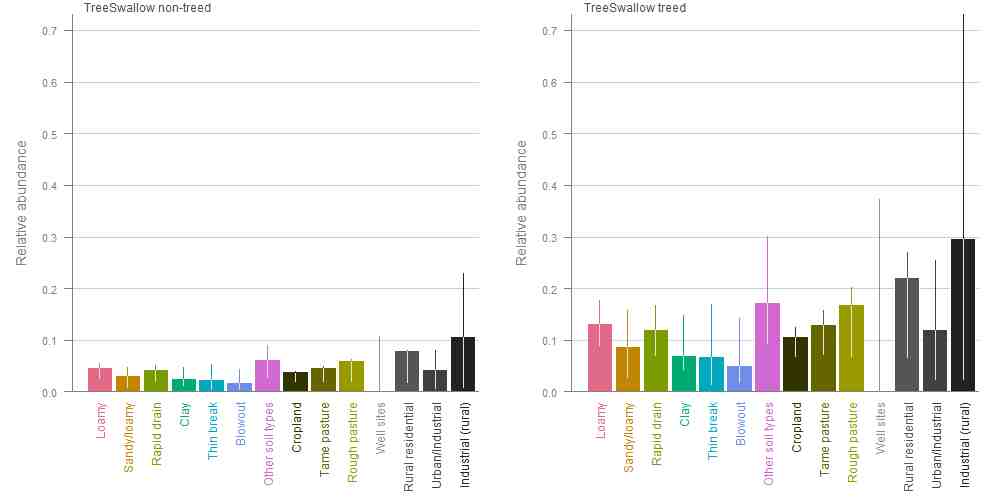 TreeSwallow non-treed
Relative abundance
0.7
0.6
0.5
0.4
0.3
0.2
0.1
0.0
Loamy
Sandy/loamy
Rapid drain
Clay
Thin break
Blowout
Other soil types
Cropland
Tame pasture
Rough pasture
Well sites
Rural residential
Urban/Industrial
Industrial (rural)
TreeSwallow treed
Relative abundance
0.7
0.6
0.5
0.4
0.3
0.2
0.1
0.0
Loamy
Sandy/loamy
Rapid drain
Clay
Thin break
Blowout
Other soil types
Cropland
Tame pasture
Rough pasture
Well sites
Rural residential
Urban/Industrial
Industrial (rural)